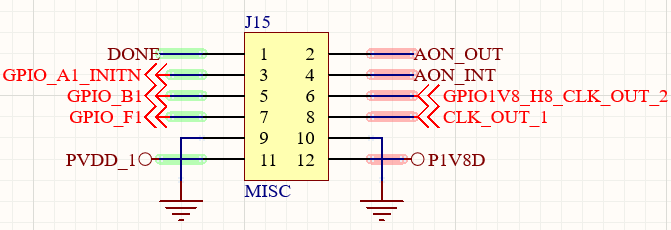 J15
DONE 1 2 AON_OUT
GPIO_A1_INITN 3 4 AON_INT
GPIO_B1 5 6 GPIO1V8_H8_CLK_OUT_2
GPIO_F1 7 8 CLK_OUT_1
9 10
PVDD_1 11 12 P1V8D
MISC